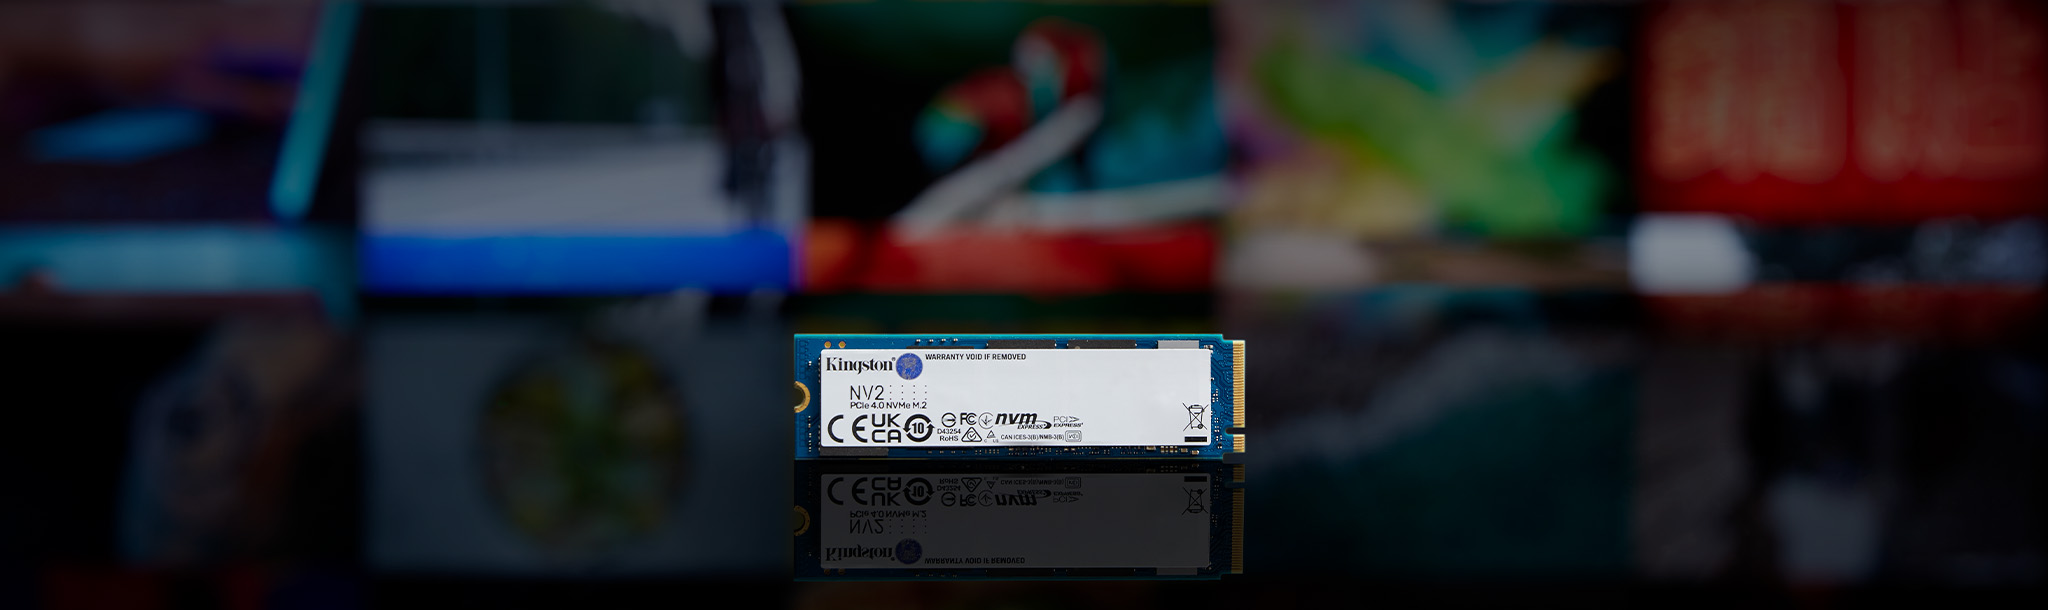 Kingston
WARRANTY VOID IF REMOVED
NV2
PCIe 4.0 NVMe M.2
CE UK CA 10 FC nvm EXPRESS PCI EXPRESS
D43254
RoHS
CAN ICES-3(B)/NMB-3(B)